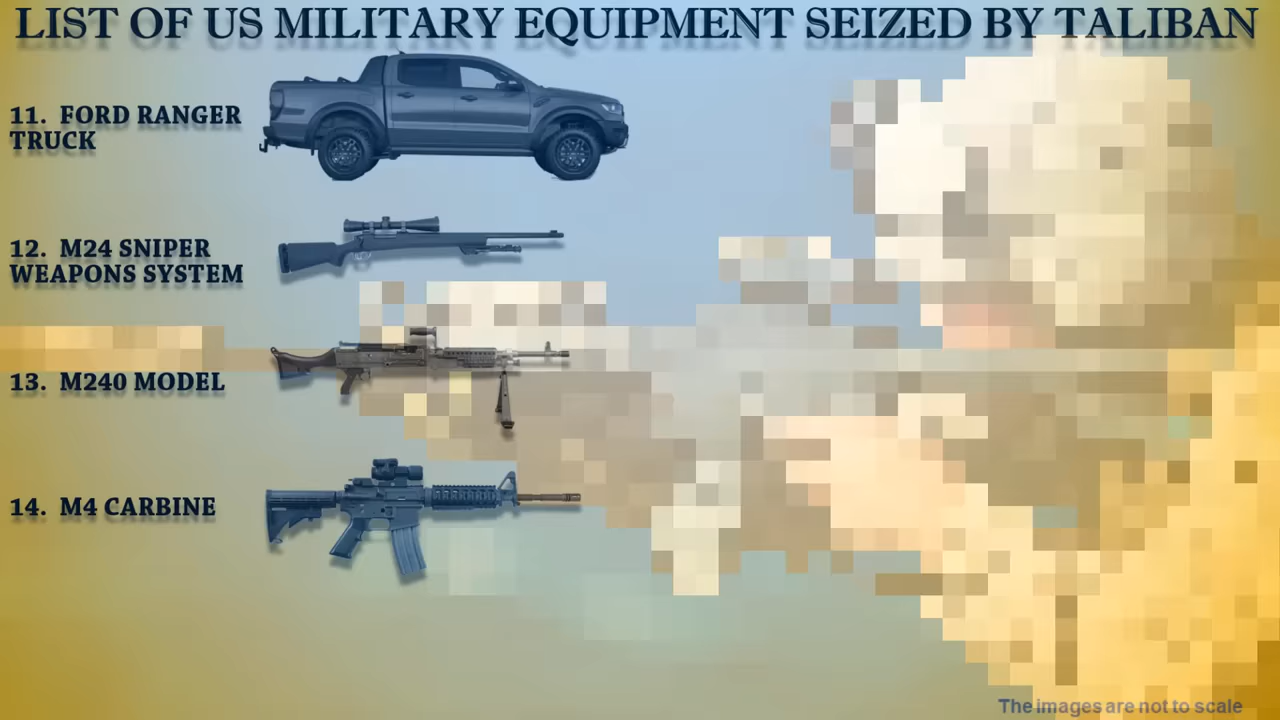 LIST OF US MILITARY EQUIPMENT SEIZED BY TALIBAN
11. FORD RANGER
TRUCK
12. M24 SNIPER
WEAPONS SYSTEM
13. M240 MODEL
14. M4 CARBINE
The images are not to scale